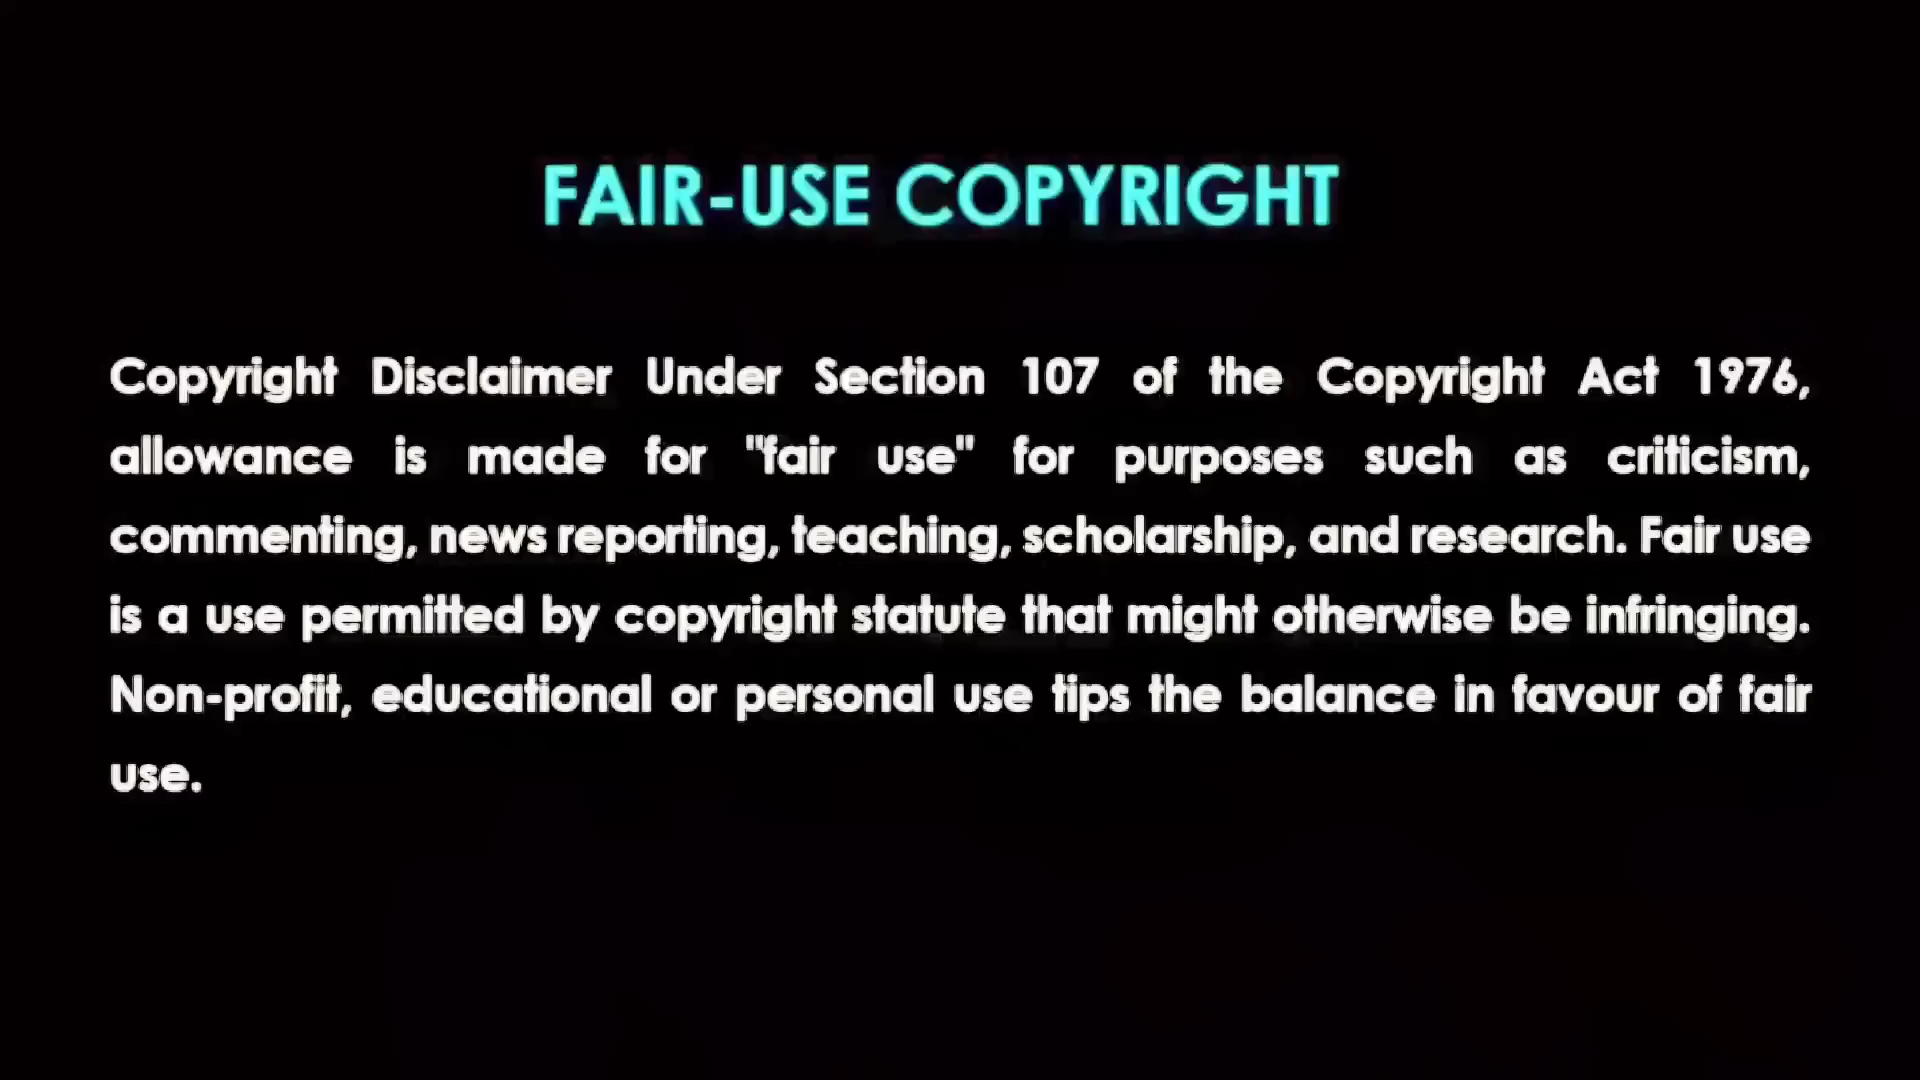 FAIR-USE COPYRIGHT
Copyright Disclaimer Under Section 107 of the Copyright Act 1976,
allowance is made for "fair use" for purposes such as criticism,
commenting, news reporting, teaching, scholarship, and research. Fair use
is a use permitted by copyright statute that might otherwise be infringing.
Non-profit, educational or personal use tips the balance in favour of fair
use.